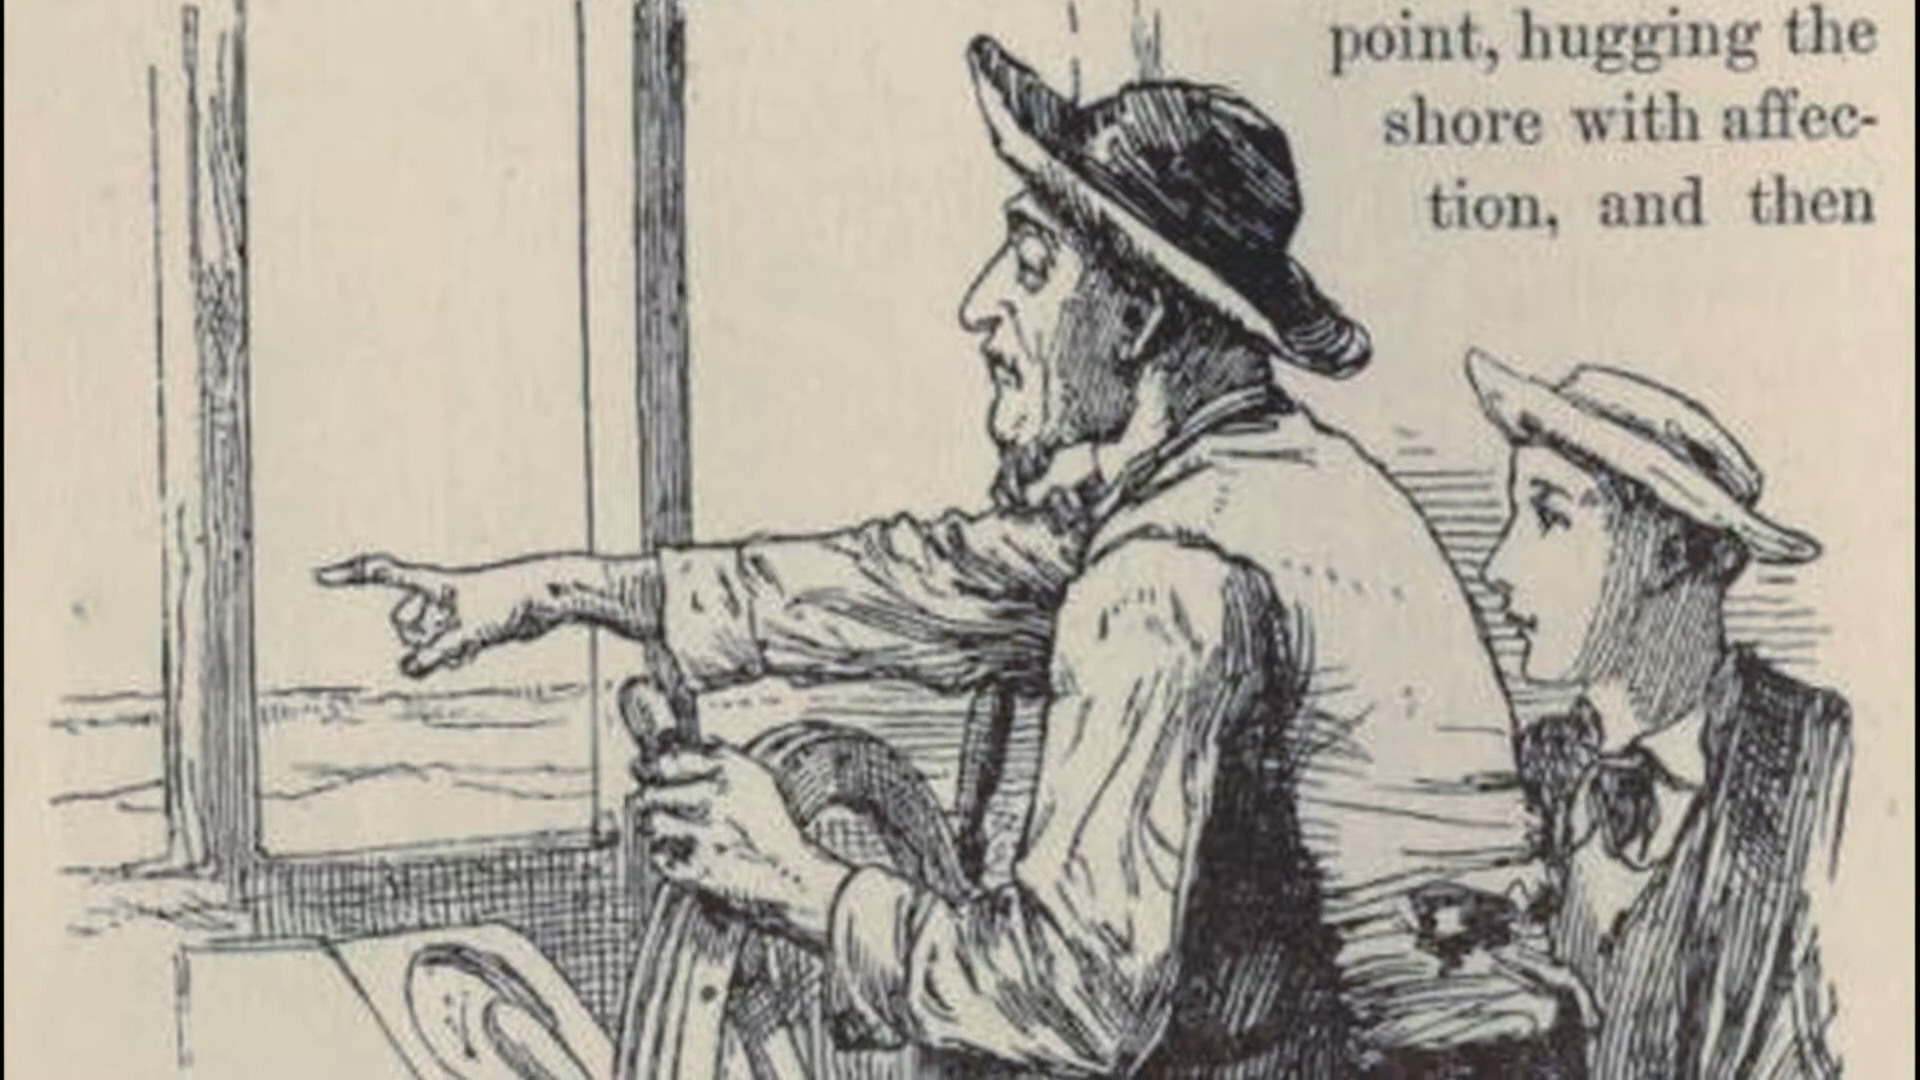 point, hugging the
shore with affec-
tion, and then